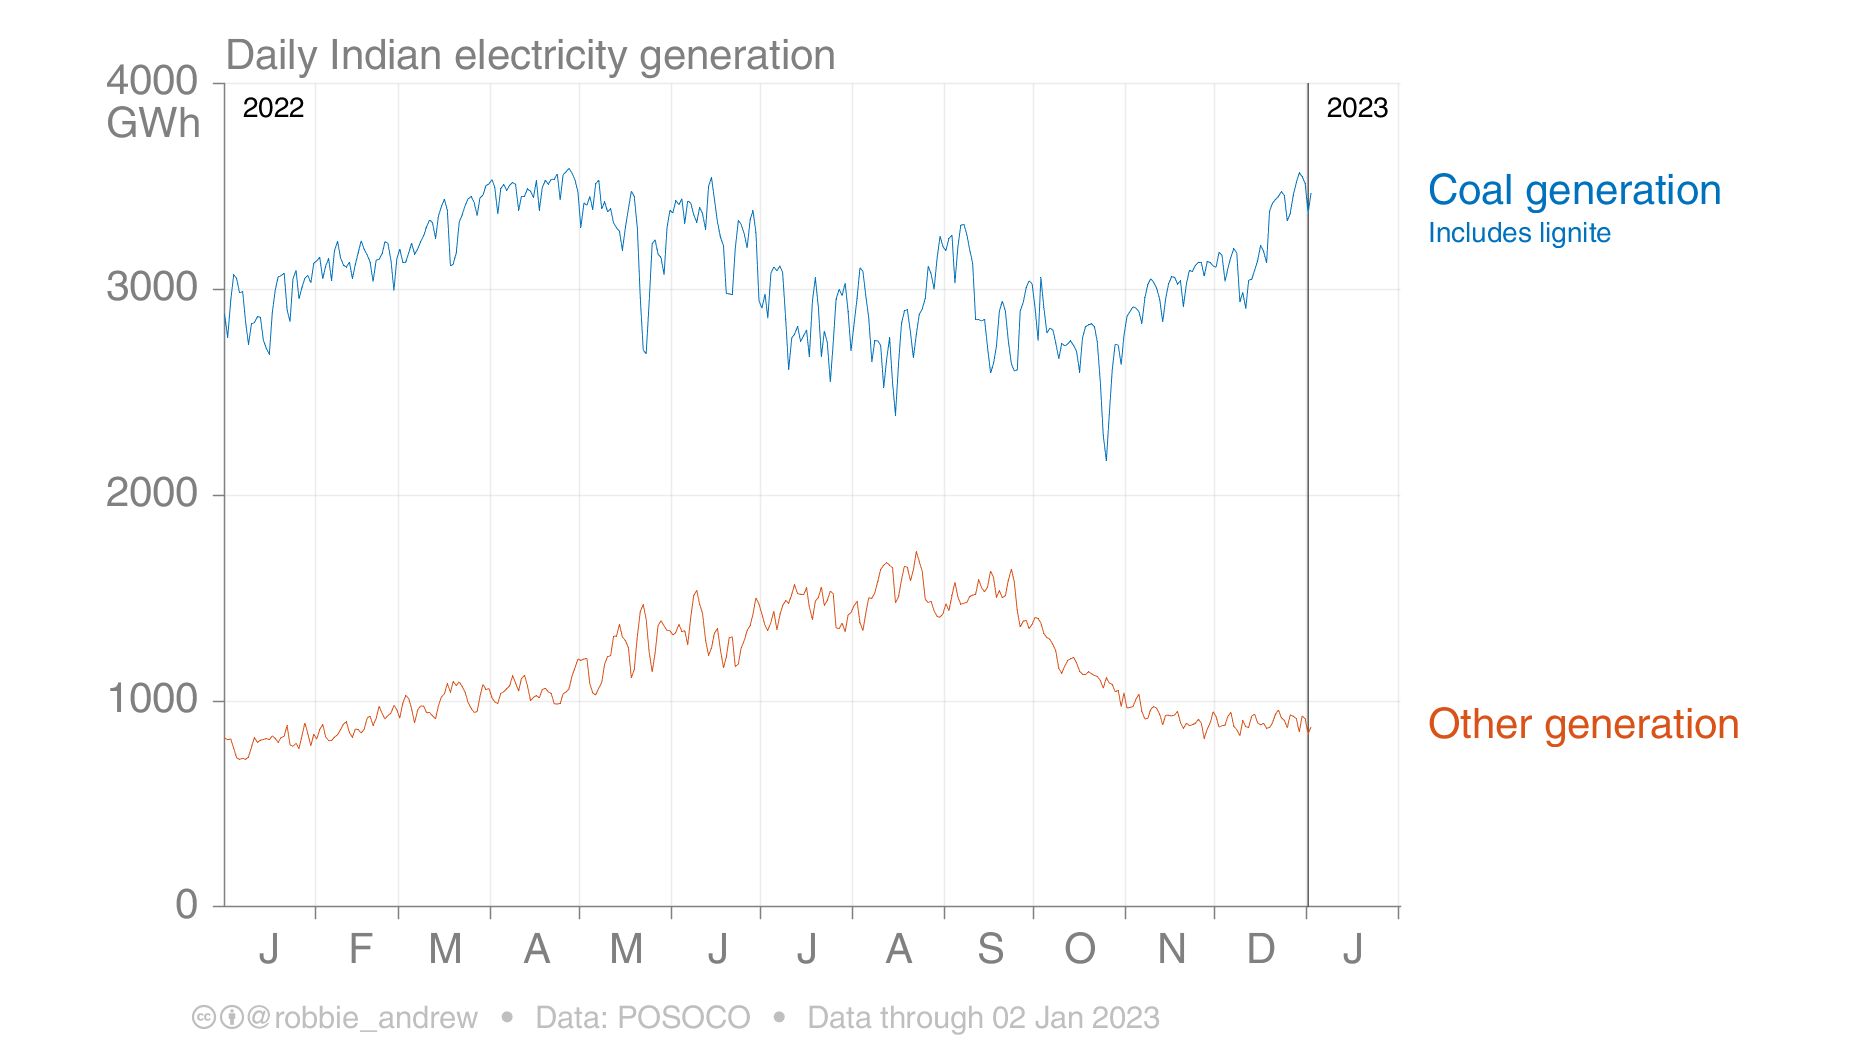 Daily Indian electricity generation
4000
GWh
2022
2023
Coal generation
Includes lignite
3000
2000
1000
Other generation
0
J F M A M J J A S O N D J
cc @robbie_andrew • Data: POSOCO • Data through 02 Jan 2023